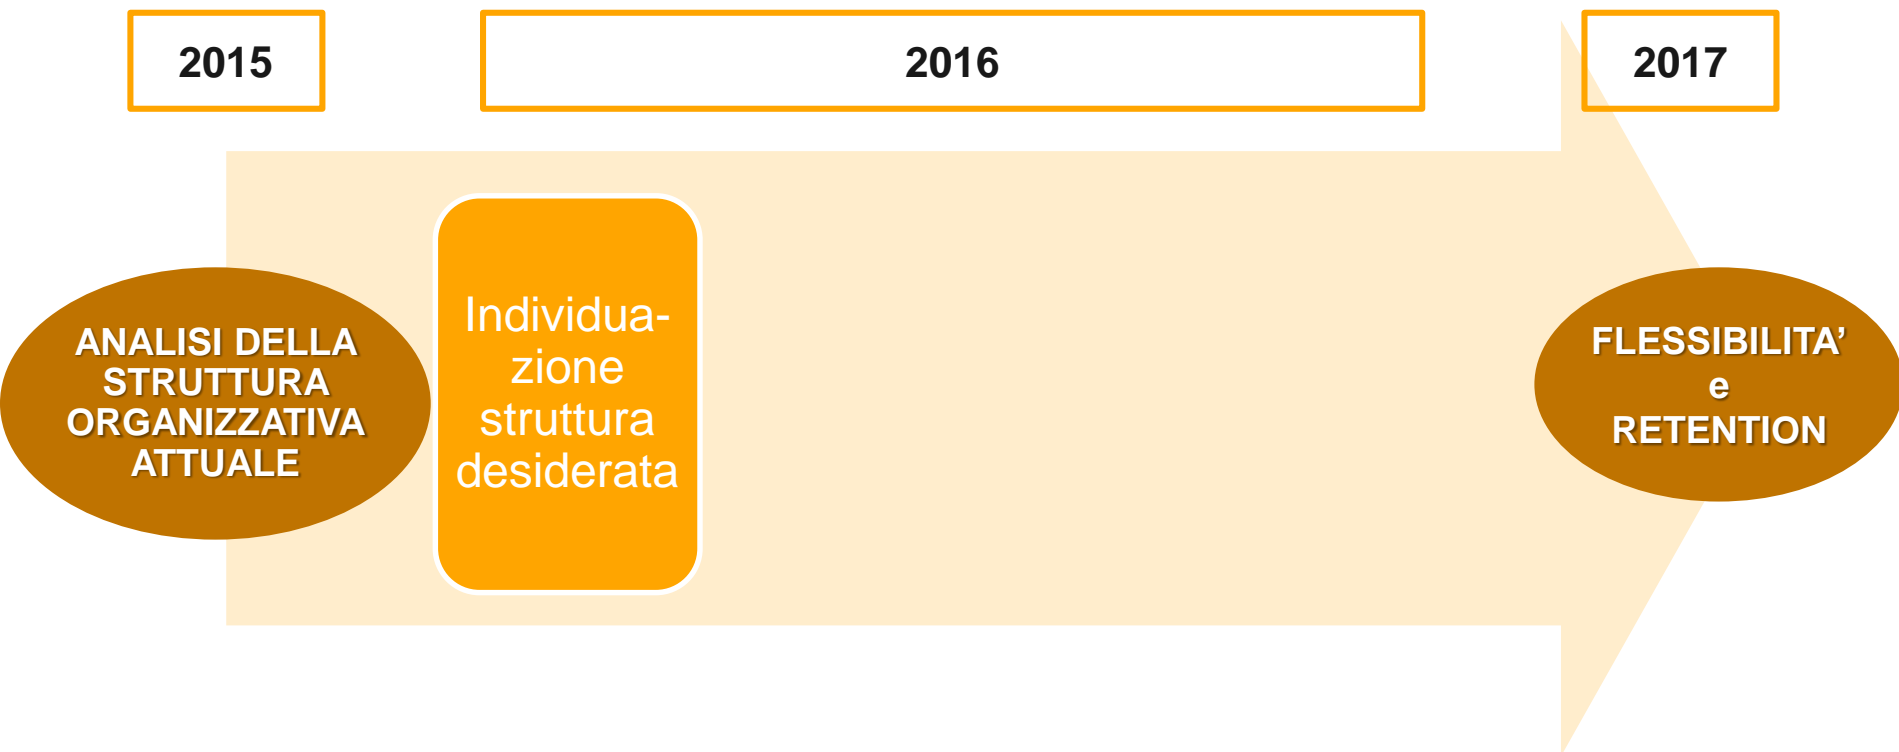 2015
2016
2017
ANALISI DELLA
STRUTTURA
ORGANIZZATIVA
ATTUALE
Individua-
zione
struttura
desiderata
FLESSIBILITA’
e
RETENTION